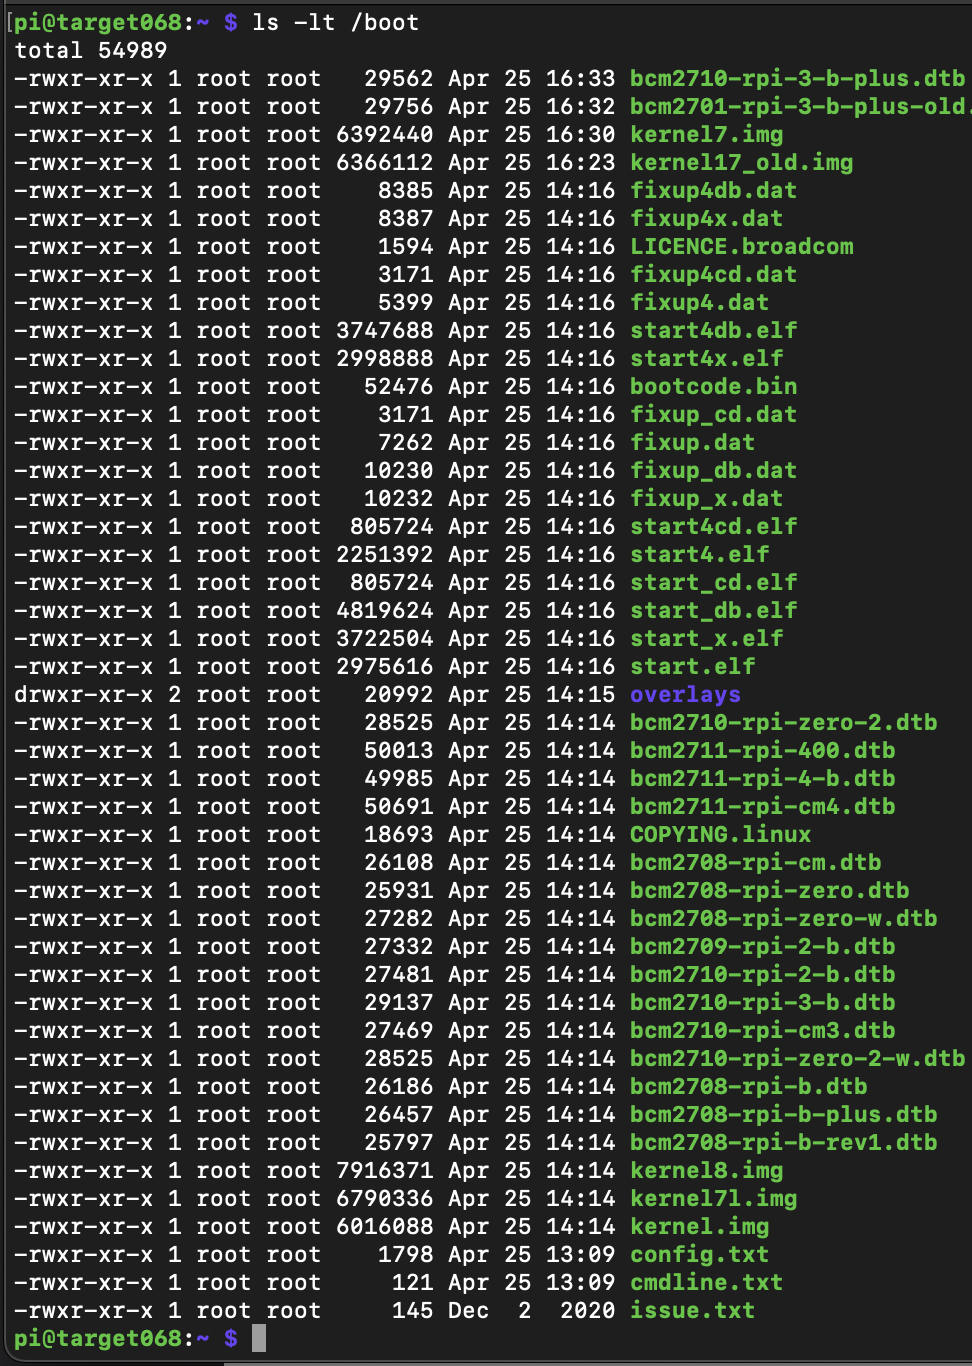 [pi@target068:~ $ ls -lt /boot
total 54989
-rwxr-xr-x 1 root root   29562 Apr 25 16:33 bcm2710-rpi-3-b-plus.dtb
-rwxr-xr-x 1 root root   29756 Apr 25 16:32 bcm2701-rpi-3-b-plus-old.
-rwxr-xr-x 1 root root 6392440 Apr 25 16:30 kernel7.img
-rwxr-xr-x 1 root root 6366112 Apr 25 16:23 kernel17_old.img
-rwxr-xr-x 1 root root    8385 Apr 25 14:16 fixup4db.dat
-rwxr-xr-x 1 root root    8387 Apr 25 14:16 fixup4x.dat
-rwxr-xr-x 1 root root    1594 Apr 25 14:16 LICENCE.broadcom
-rwxr-xr-x 1 root root    3171 Apr 25 14:16 fixup4cd.dat
-rwxr-xr-x 1 root root    5399 Apr 25 14:16 fixup4.dat
-rwxr-xr-x 1 root root 3747688 Apr 25 14:16 start4db.elf
-rwxr-xr-x 1 root root 2998888 Apr 25 14:16 start4x.elf
-rwxr-xr-x 1 root root   52476 Apr 25 14:16 bootcode.bin
-rwxr-xr-x 1 root root    3171 Apr 25 14:16 fixup_cd.dat
-rwxr-xr-x 1 root root    7262 Apr 25 14:16 fixup.dat
-rwxr-xr-x 1 root root   10230 Apr 25 14:16 fixup_db.dat
-rwxr-xr-x 1 root root   10232 Apr 25 14:16 fixup_x.dat
-rwxr-xr-x 1 root root  805724 Apr 25 14:16 start4cd.elf
-rwxr-xr-x 1 root root 2251392 Apr 25 14:16 start4.elf
-rwxr-xr-x 1 root root  805724 Apr 25 14:16 start_cd.elf
-rwxr-xr-x 1 root root 4819624 Apr 25 14:16 start_db.elf
-rwxr-xr-x 1 root root 3722504 Apr 25 14:16 start_x.elf
-rwxr-xr-x 1 root root 2975616 Apr 25 14:16 start.elf
drwxr-xr-x 2 root root   20992 Apr 25 14:15 overlays
-rwxr-xr-x 1 root root   28525 Apr 25 14:14 bcm2710-rpi-zero-2.dtb
-rwxr-xr-x 1 root root   50013 Apr 25 14:14 bcm2711-rpi-400.dtb
-rwxr-xr-x 1 root root   49985 Apr 25 14:14 bcm2711-rpi-4-b.dtb
-rwxr-xr-x 1 root root   50691 Apr 25 14:14 bcm2711-rpi-cm4.dtb
-rwxr-xr-x 1 root root   18693 Apr 25 14:14 COPYING.linux
-rwxr-xr-x 1 root root   26108 Apr 25 14:14 bcm2708-rpi-cm.dtb
-rwxr-xr-x 1 root root   25931 Apr 25 14:14 bcm2708-rpi-zero.dtb
-rwxr-xr-x 1 root root   27282 Apr 25 14:14 bcm2708-rpi-zero-w.dtb
-rwxr-xr-x 1 root root   27332 Apr 25 14:14 bcm2709-rpi-2-b.dtb
-rwxr-xr-x 1 root root   27481 Apr 25 14:14 bcm2710-rpi-2-b.dtb
-rwxr-xr-x 1 root root   29137 Apr 25 14:14 bcm2710-rpi-3-b.dtb
-rwxr-xr-x 1 root root   27469 Apr 25 14:14 bcm2710-rpi-cm3.dtb
-rwxr-xr-x 1 root root   28525 Apr 25 14:14 bcm2710-rpi-zero-2-w.dtb
-rwxr-xr-x 1 root root   26186 Apr 25 14:14 bcm2708-rpi-b.dtb
-rwxr-xr-x 1 root root   26457 Apr 25 14:14 bcm2708-rpi-b-plus.dtb
-rwxr-xr-x 1 root root   25797 Apr 25 14:14 bcm2708-rpi-b-rev1.dtb
-rwxr-xr-x 1 root root 7916371 Apr 25 14:14 kernel8.img
-rwxr-xr-x 1 root root 6790336 Apr 25 14:14 kernel7l.img
-rwxr-xr-x 1 root root 6016088 Apr 25 14:14 kernel.img
-rwxr-xr-x 1 root root    1798 Apr 25 13:09 config.txt
-rwxr-xr-x 1 root root     121 Apr 25 13:09 cmdline.txt
-rwxr-xr-x 1 root root     145 Dec  2  2020 issue.txt
pi@target068:~ $